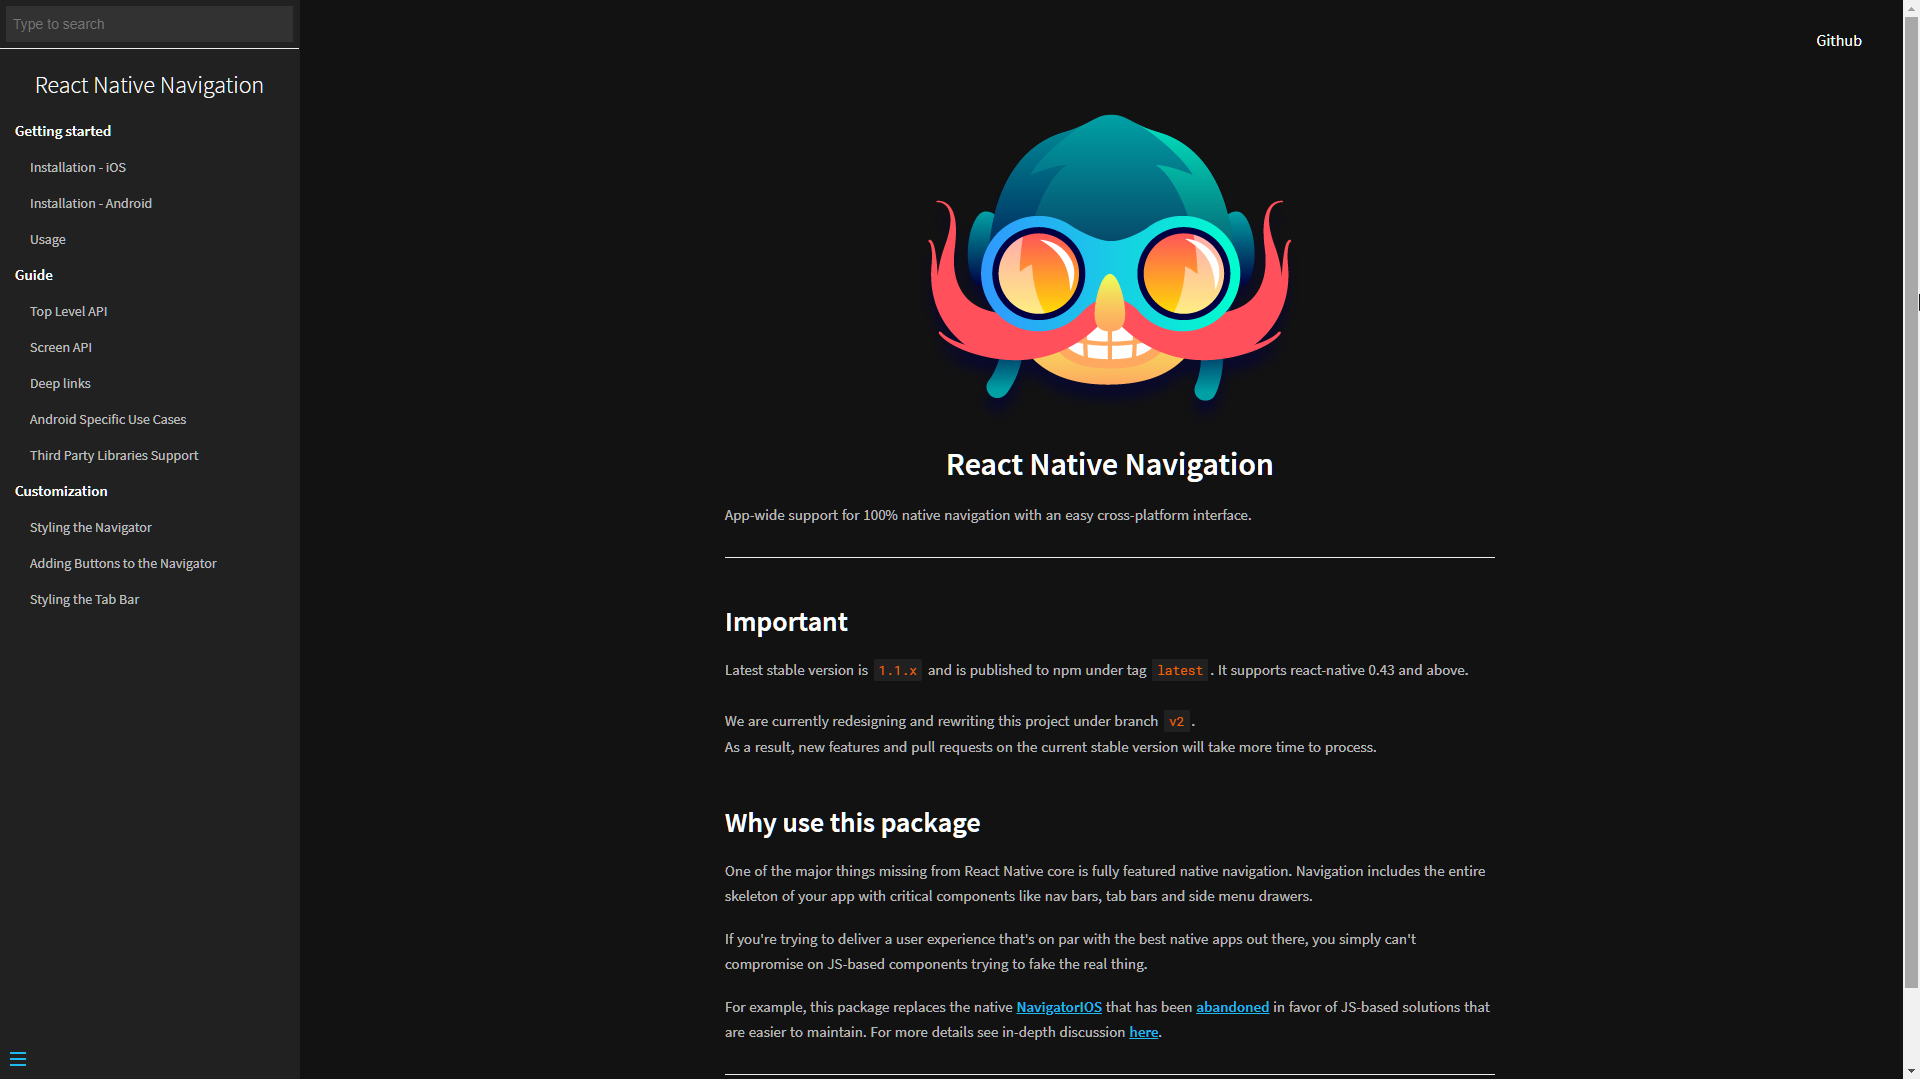 Type to search
Github
React Native Navigation
Getting started
Installation - iOS
Installation - Android
Usage
Guide
Top Level API
Screen API
Deep links
Android Specific Use Cases
Third Party Libraries Support
Customization
Styling the Navigator
Adding Buttons to the Navigator
Styling the Tab Bar
React Native Navigation
App-wide support for 100% native navigation with an easy cross-platform interface.
Important
Latest stable version is 1.1.x and is published to npm under tag latest . It supports react-native 0.43 and above.
We are currently redesigning and rewriting this project under branch v2 .
As a result, new features and pull requests on the current stable version will take more time to process.
Why use this package
One of the major things missing from React Native core is fully featured native navigation. Navigation includes the entire
skeleton of your app with critical components like nav bars, tab bars and side menu drawers.
If you're trying to deliver a user experience that's on par with the best native apps out there, you simply can't
compromise on JS-based components trying to fake the real thing.
For example, this package replaces the native NavigatorIOS that has been abandoned in favor of JS-based solutions that
are easier to maintain. For more details see in-depth discussion here.